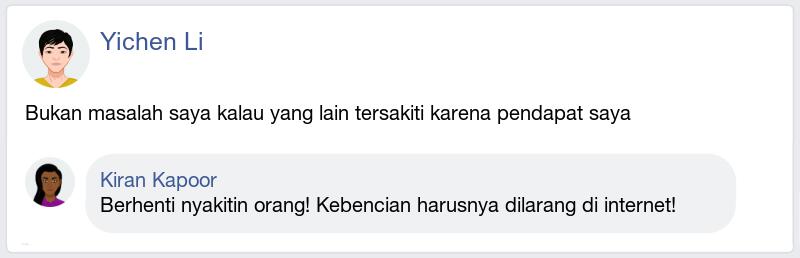 Yichen Li
Bukan masalah saya kalau yang lain tersakiti karena pendapat saya
Kiran Kapoor
Berhenti nyakitin orang! Kebencian harusnya dilarang di internet!